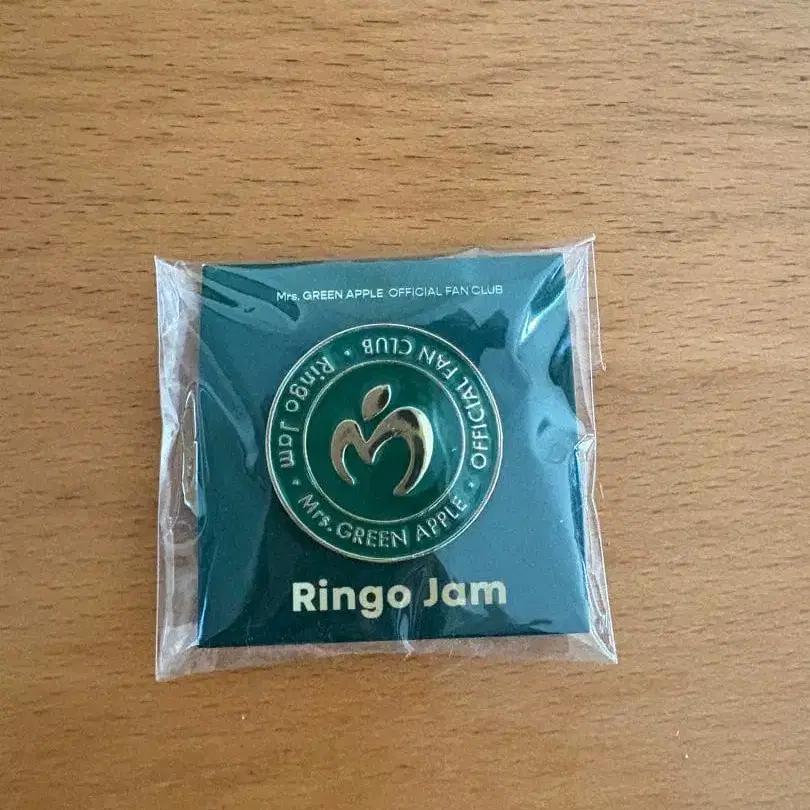 Mrs. GREEN APPLE OFFICIAL FAN CLUB
Mrs. GREEN APPLE • OFFICIAL FAN CLUB • Ringo Jam •
Ringo Jam